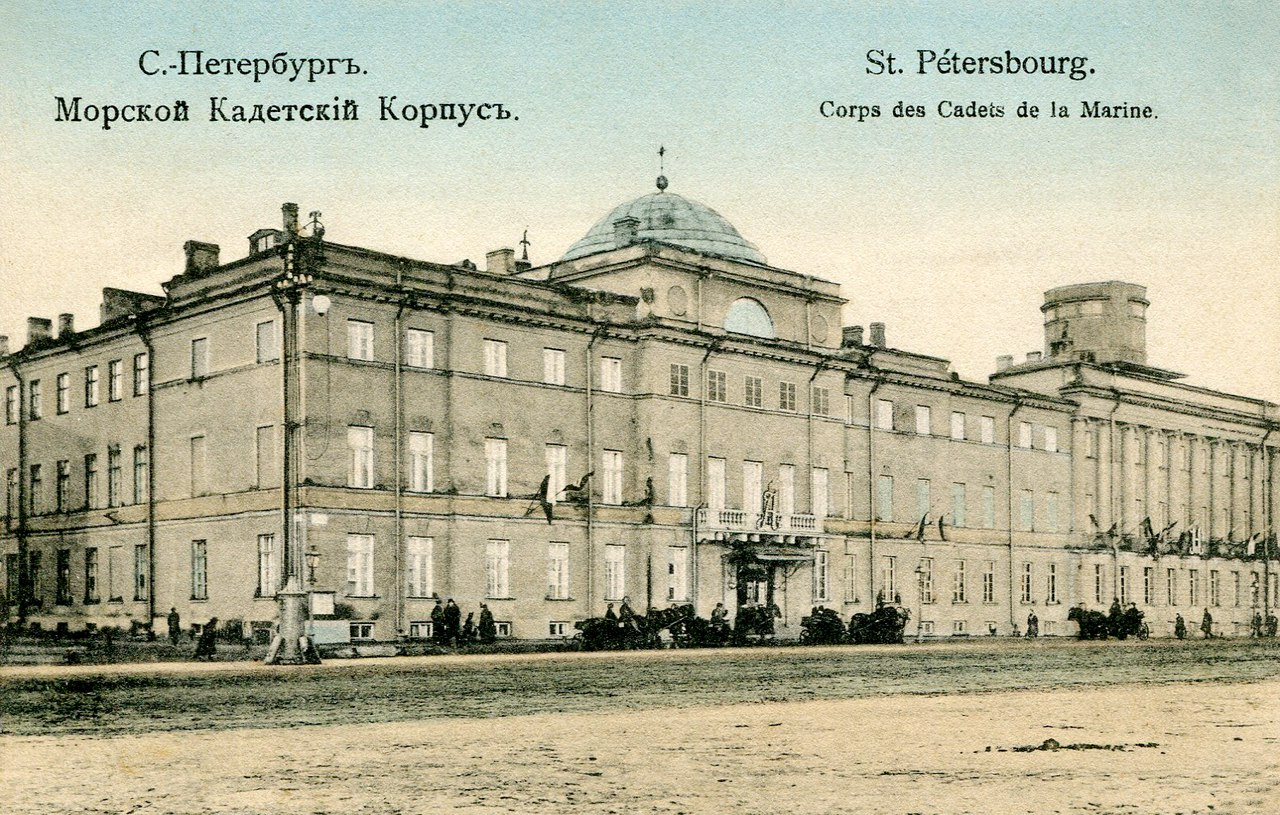 С.-Петербургъ.
Морской Кадетскій Корпусъ.
St. Pétersbourg.
Corps des Cadets de la Marine.